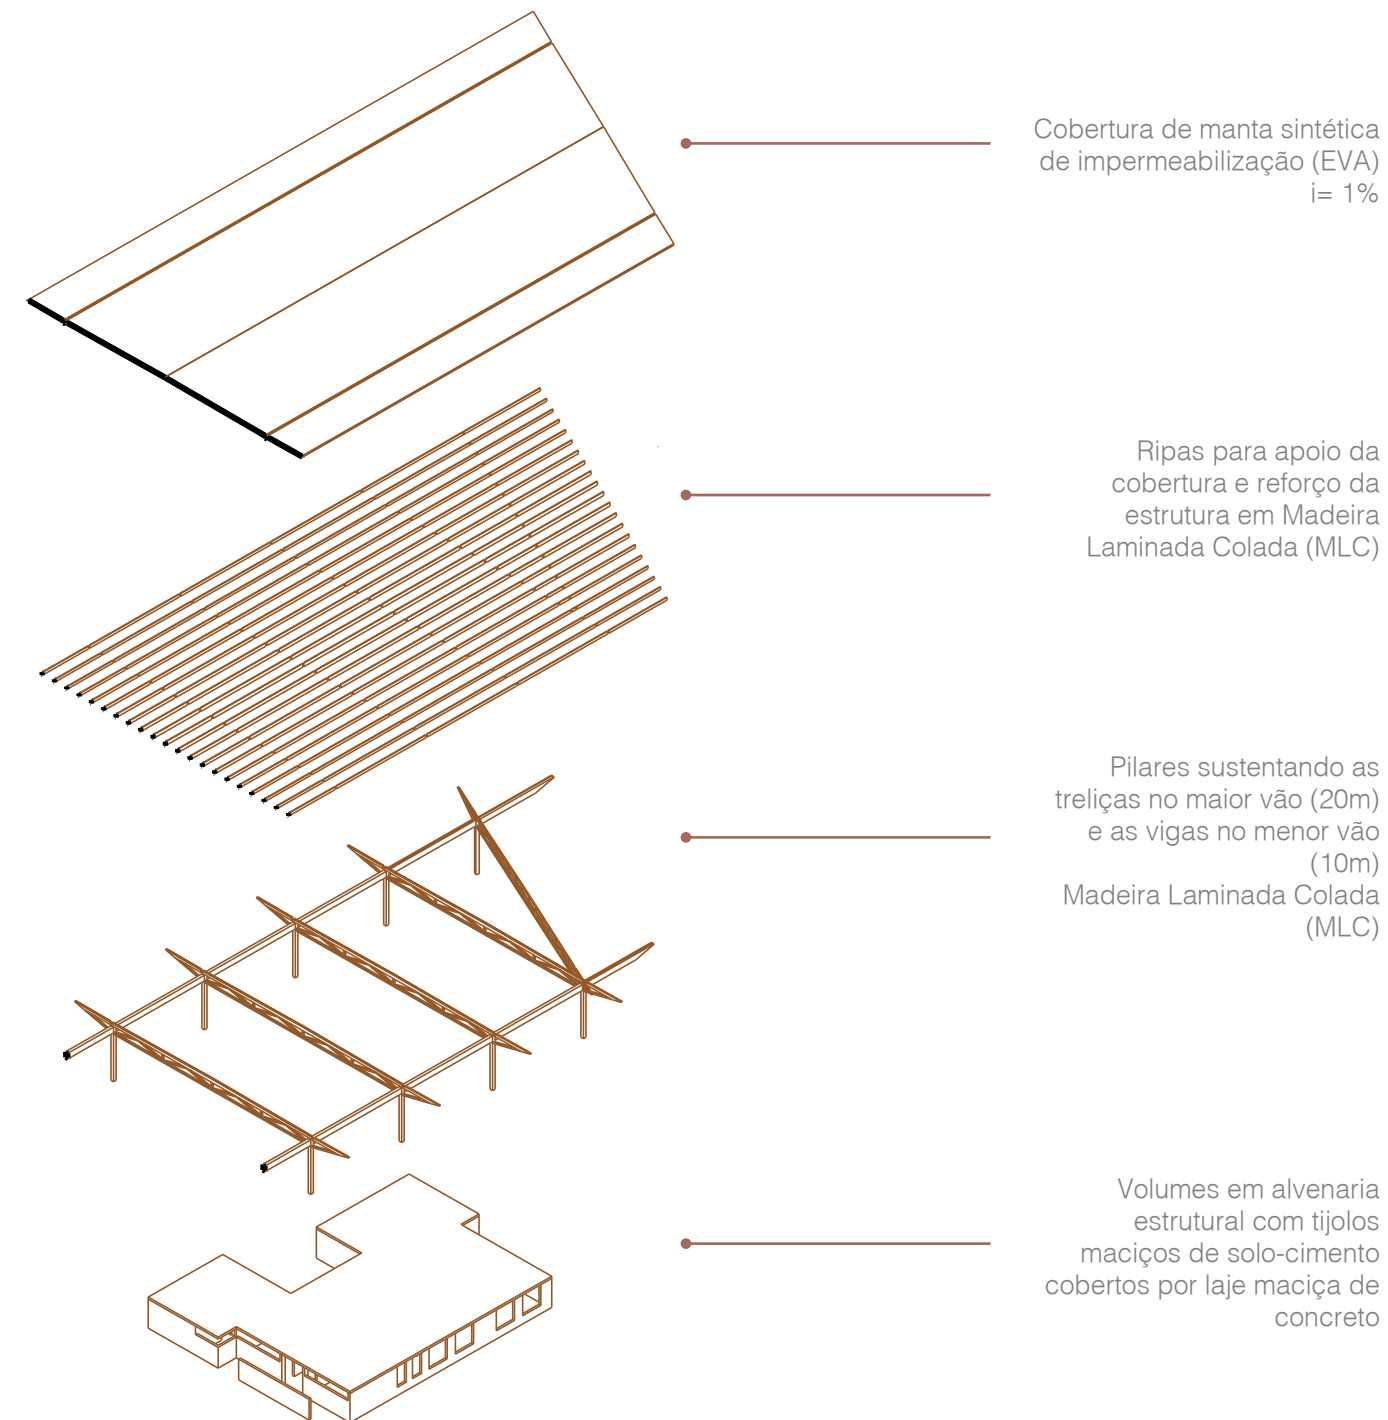 Cobertura de manta sintética
de impermeabilização (EVA)
i= 1%
Ripas para apoio da
cobertura e reforço da
estrutura em Madeira
Laminada Colada (MLC)
Pilares sustentando as
treliças no maior vão (20m)
e as vigas no menor vão
(10m)
Madeira Laminada Colada
(MLC)
Volumes em alvenaria
estrutural com tijolos
maciços de solo-cimento
cobertos por laje maciça de
concreto